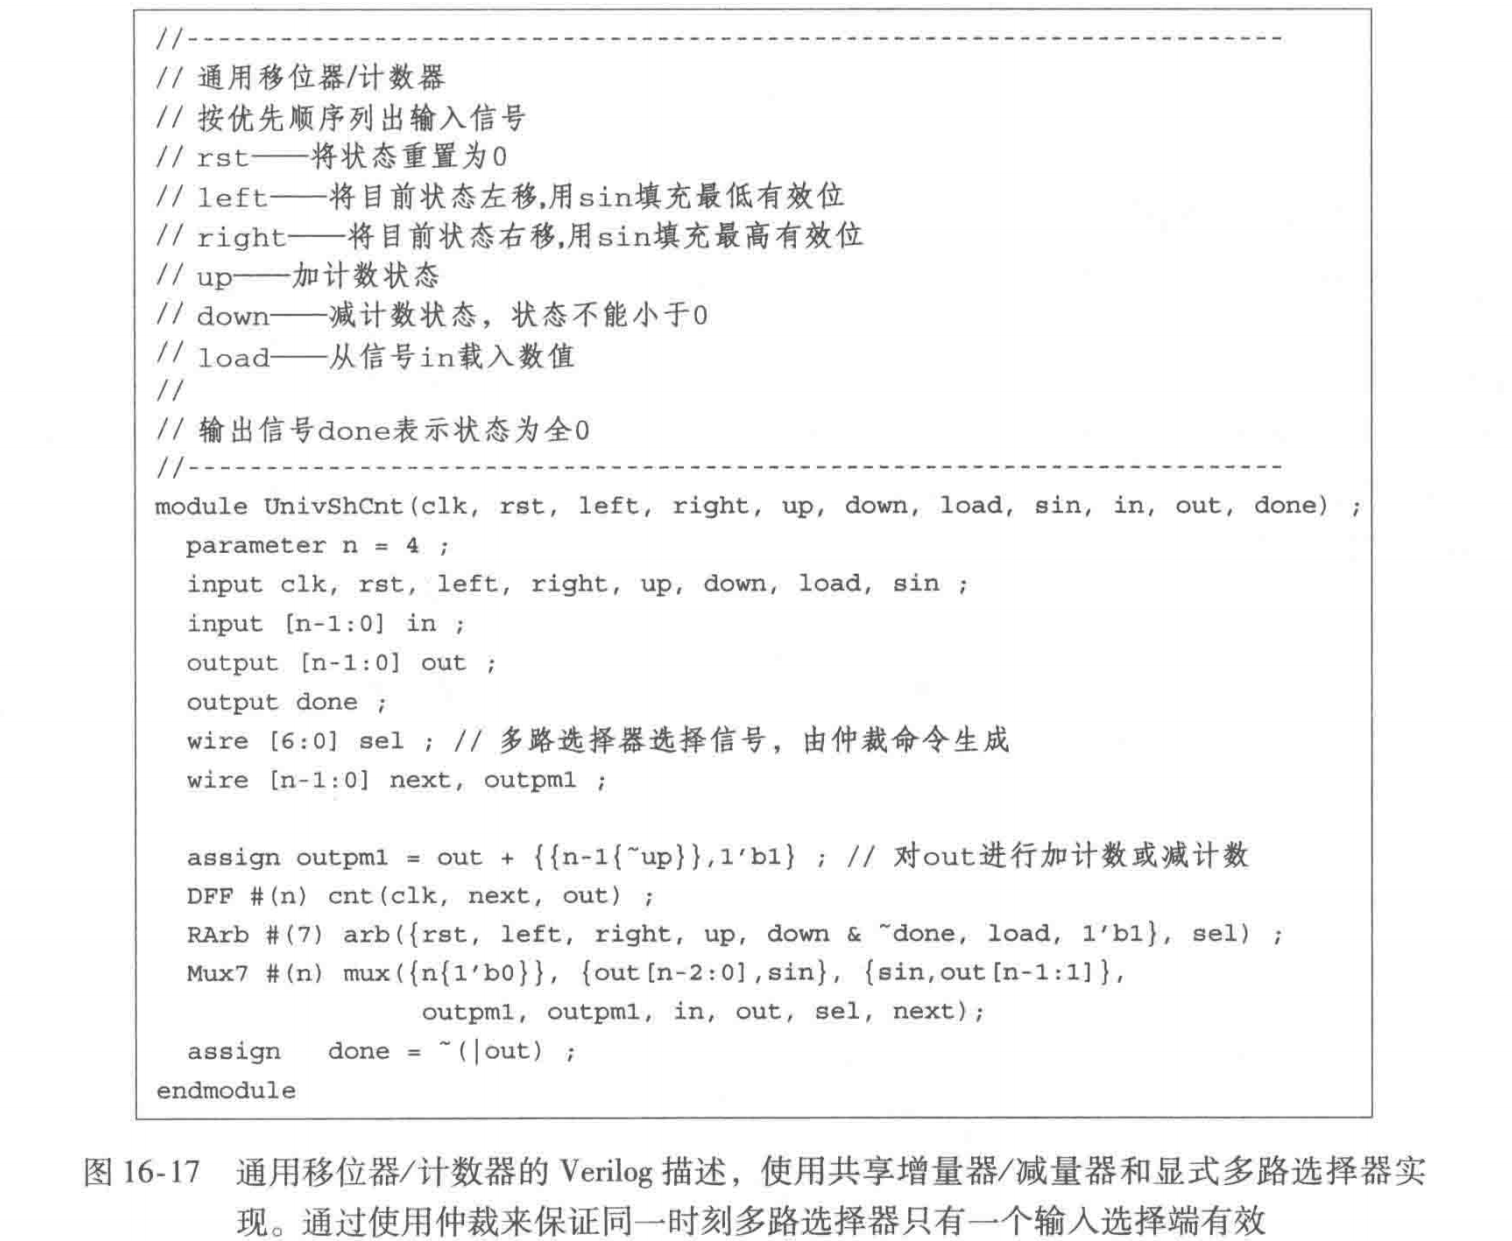 //----------------------------------------------------------------------
// 通用移位器/计数器
// 按优先顺序列出输入信号
// rst——将状态重置为0
// left——将目前状态左移,用sin填充最低有效位
// right——将目前状态右移,用sin填充最高有效位
// up——加计数状态
// down——减计数状态，状态不能小于0
// load——从信号in载入数值
//
// 输出信号done表示状态为全0
//----------------------------------------------------------------------
module UnivShCnt(clk, rst, left, right, up, down, load, sin, in, out, done) ;
  parameter n = 4 ;
  input clk, rst, left, right, up, down, load, sin ;
  input [n-1:0] in ;
  output [n-1:0] out ;
  output done ;
  wire [6:0] sel ; // 多路选择器选择信号，由仲裁命令生成
  wire [n-1:0] next, outpm1 ;
  assign outpm1 = out + {{n-1{~up}},1'b1} ; // 对out进行加计数或减计数
  DFF #(n) cnt(clk, next, out) ;
  RArb #(7) arb({rst, left, right, up, down & ~done, load, 1'b1}, sel) ;
  Mux7 #(n) mux({n{1'b0}}, {out[n-2:0],sin}, {sin,out[n-1:1]},
                 outpm1, outpm1, in, out, sel, next);
  assign   done = ~(|out) ;
endmodule
图 16-17　通用移位器/计数器的 Verilog 描述，使用共享增量器/减量器和显式多路选择器实
现。通过使用仲裁来保证同一时刻多路选择器只有一个输入选择端有效